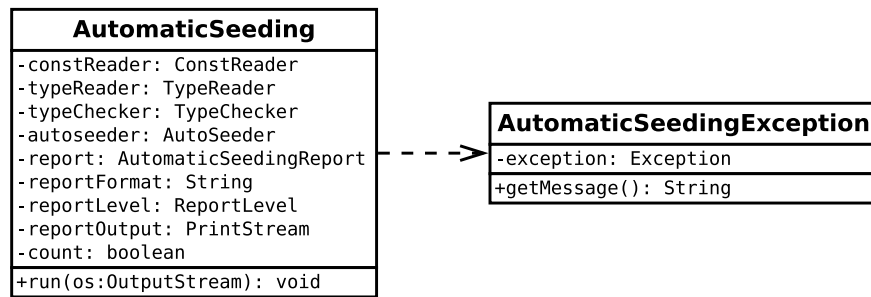 AutomaticSeeding
-constReader: ConstReader
-typeReader: TypeReader
-typeChecker: TypeChecker
-autoseeder: AutoSeeder
-report: AutomaticSeedingReport
-reportFormat: String
-reportLevel: ReportLevel
-reportOutput: PrintStream
-count: boolean
+run(os:OutputStream): void
AutomaticSeedingException
-exception: Exception
+getMessage(): String